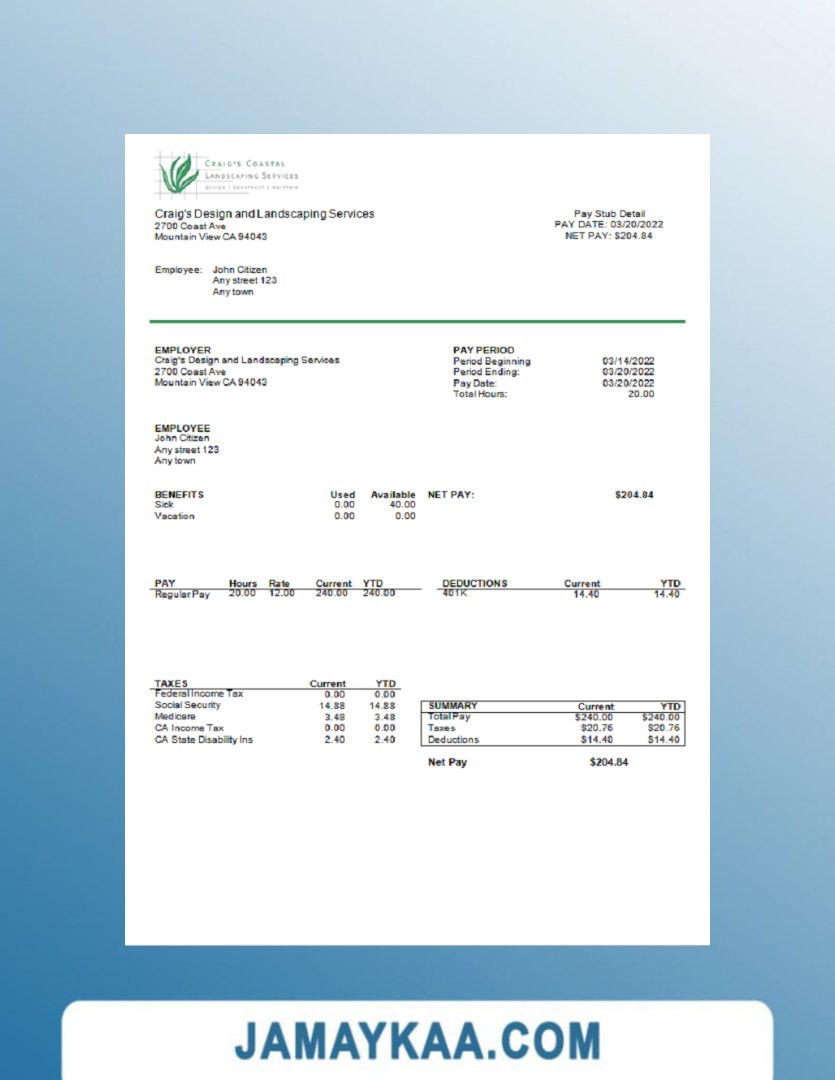 CRAIG'S COASTAL
LANDSCAPING SERVICES
DESIGN | CONSTRUCT | MAINTAIN
Craig's Design and Landscaping Services
2700 Coast Ave
Mountain View CA 94043
Pay Stub Detail
PAY DATE: 03/20/2022
NET PAY: $204.84
Employee: John Citizen
Any street 123
Any town
EMPLOYER
Craig's Design and Landscaping Services
2700 Coast Ave
Mountain View CA 94043
PAY PERIOD
Period Beginning 03/14/2022
Period Ending: 03/20/2022
Pay Date: 03/20/2022
Total Hours: 20.00
EMPLOYEE
John Citizen
Any street 123
Any town
BENEFITS Used Available
Sick 0.00 40.00
Vacation 0.00 0.00
NET PAY: $204.84
PAY Hours Rate Current YTD
Regular Pay 20.00 12.00 240.00 240.00
DEDUCTIONS Current YTD
401K 14.40 14.40
TAXES Current YTD
Federal Income Tax 0.00 0.00
Social Security 14.88 14.88
Medicare 3.48 3.48
CA Income Tax 0.00 0.00
CA State Disability Ins 2.40 2.40
SUMMARY Current YTD
Total Pay $240.00 $240.00
Taxes $20.76 $20.76
Deductions $14.40 $14.40
Net Pay $204.84
JAMAYKAA.COM